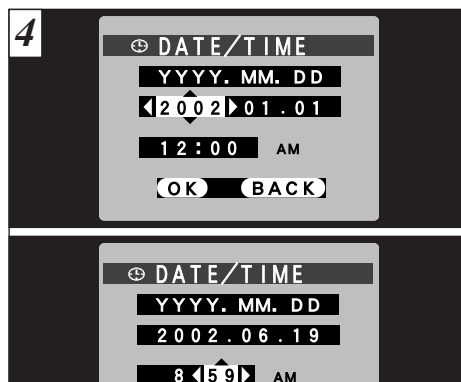 4
DATE/TIME
YYYY. MM. DD
2002 01.01
12:00 AM
OK BACK
DATE/TIME
YYYY. MM. DD
2002.06.19
8 59 AM